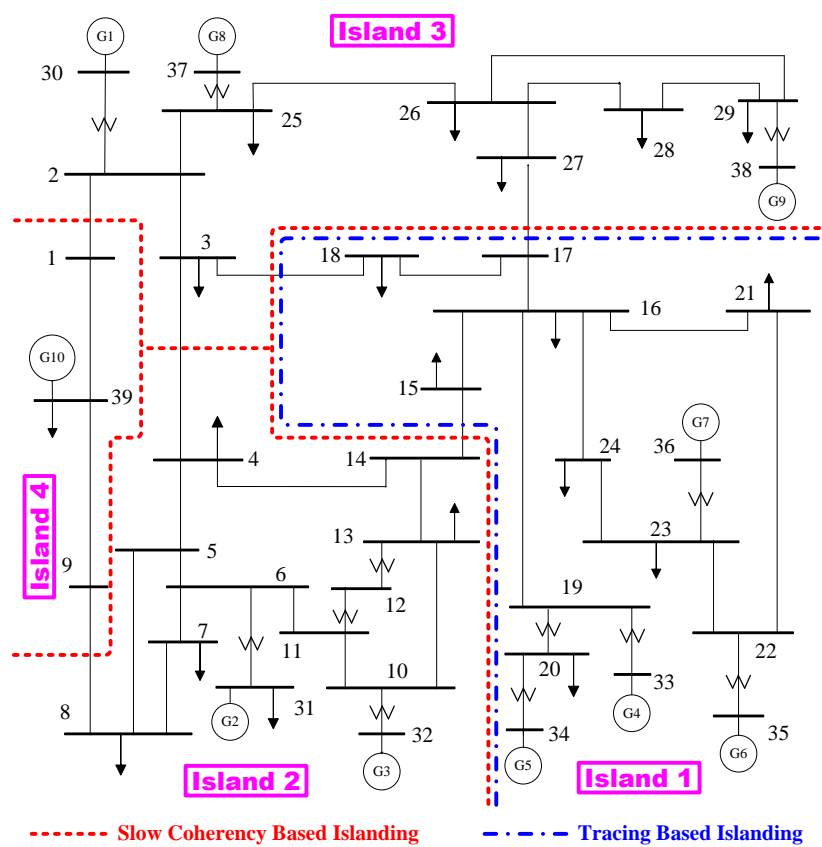 G1
G8
Island 3
30
37
25
26
28
29
27
38
2
G9
1
3
18
17
16
21
G10
15
39
G7
4
14
24
36
Island 4
13
23
5
9
6
12
19
7
11
10
20
33
22
8
G2
31
32
34
G4
35
G3
G5
G6
Island 2
Island 1
Slow Coherency Based Islanding
Tracing Based Islanding